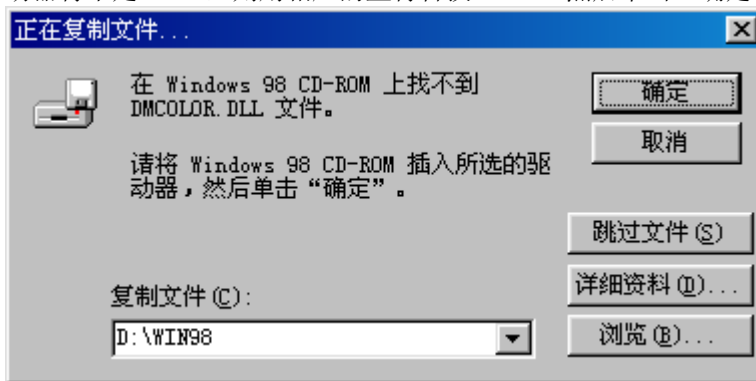 正在复制文件...
在 Windows 98 CD-ROM 上找不到
DMCOLOR.DLL 文件。
请将 Windows 98 CD-ROM 插入所选的驱
动器，然后单击“确定”。
确定
取消
跳过文件(S)
详细资料(D)...
浏览(B)...
复制文件(C):
D:\WIN98